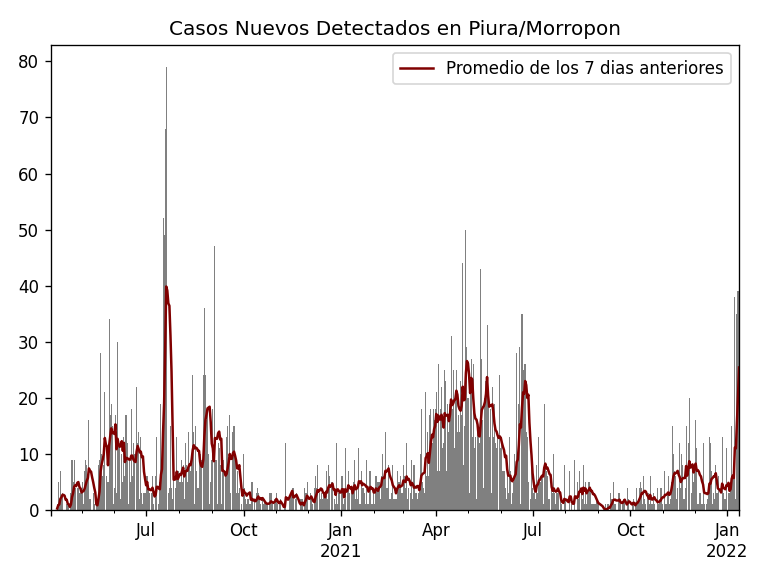 Casos Nuevos Detectados en Piura/Morropon
Promedio de los 7 dias anteriores
80
70
60
50
40
30
20
10
0
Jul
Oct
Jan
2021
Apr
Jul
Oct
Jan
2022